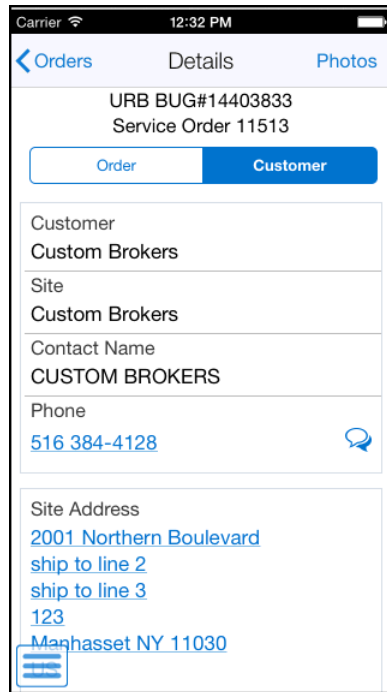 Carrier 12:32 PM
Orders Details Photos
URB BUG#14403833
Service Order 11513
Order Customer
Customer
Custom Brokers
Site
Custom Brokers
Contact Name
CUSTOM BROKERS
Phone
516 384-4128
Site Address
2001 Northern Boulevard
ship to line 2
ship to line 3
123
Manhasset NY 11030
US